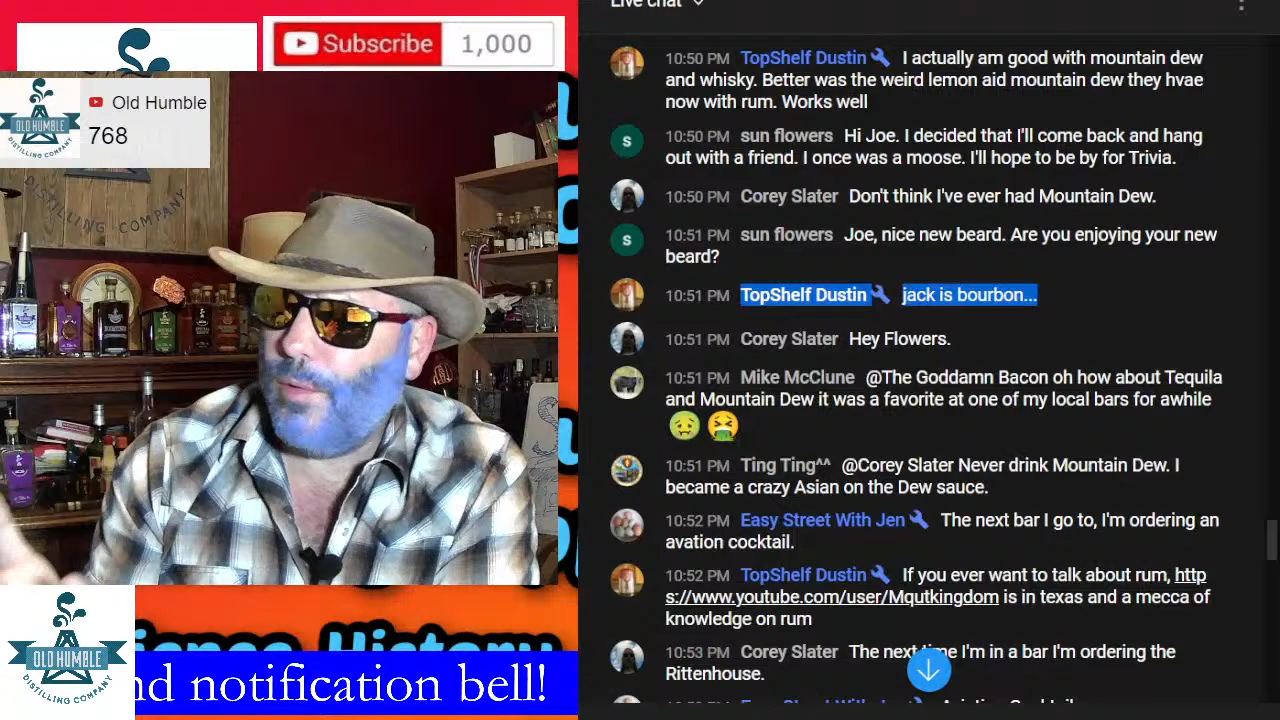 Subscribe 1,000
Old Humble
768
OLD HUMBLE
DISTILLING COMPANY
DISTILLING COMPANY
Live chat
10:50 PM TopShelf Dustin I actually am good with mountain dew
and whisky. Better was the weird lemon aid mountain dew they hvae
now with rum. Works well
S
10:50 PM sun flowers Hi Joe. I decided that I'll come back and hang
out with a friend. I once was a moose. I'll hope to be by for Trivia.
10:50 PM Corey Slater Don't think I've ever had Mountain Dew.
S
10:51 PM sun flowers Joe, nice new beard. Are you enjoying your new
beard?
10:51 PM TopShelf Dustin jack is bourbon...
10:51 PM Corey Slater Hey Flowers.
10:51 PM Mike McClune @The Goddamn Bacon oh how about Tequila
and Mountain Dew it was a favorite at one of my local bars for awhile
🤢 🤮
10:51 PM Ting Ting^^ @Corey Slater Never drink Mountain Dew. I
became a crazy Asian on the Dew sauce.
10:52 PM Easy Street With Jen The next bar I go to, I'm ordering an
avation cocktail.
10:52 PM TopShelf Dustin If you ever want to talk about rum, http
s://www.youtube.com/user/Mqutkingdom is in texas and a mecca of
knowledge on rum
10:53 PM Corey Slater The next time I'm in a bar I'm ordering the
Rittenhouse.
History
OLD HUMBLE
DISTILLING COMPANY
nd notification bell!